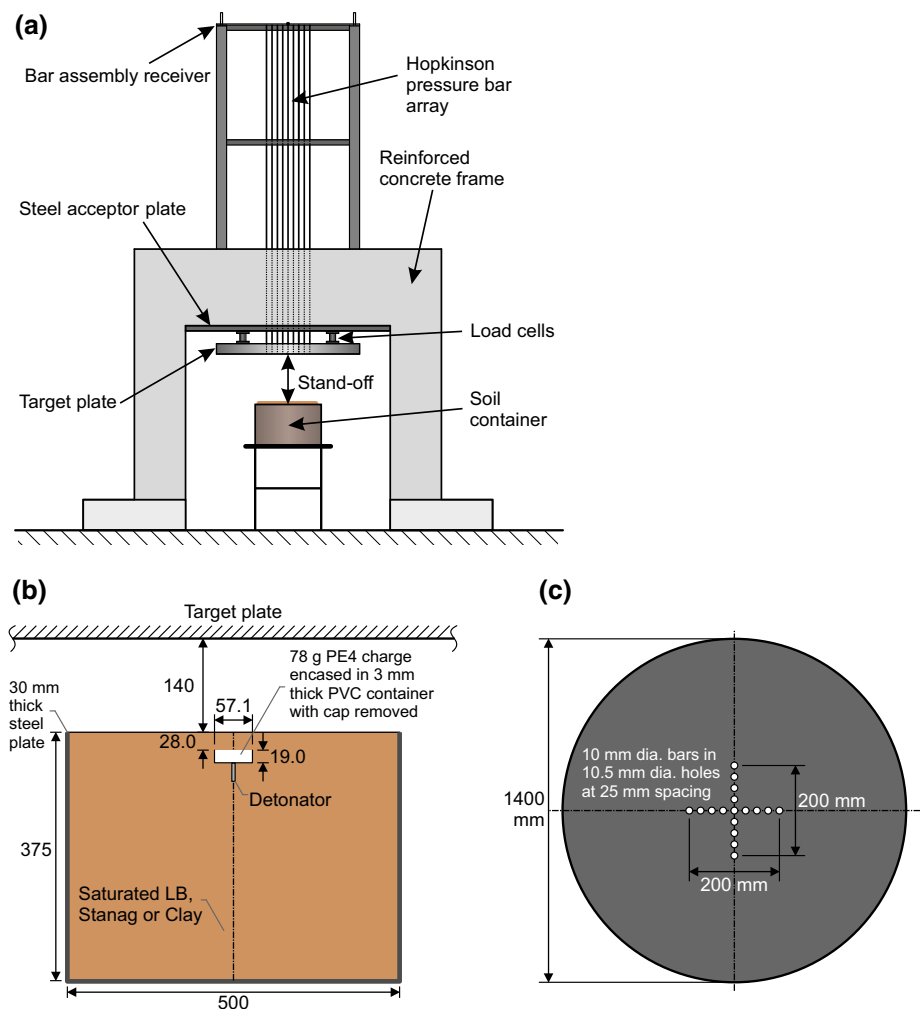 (a)
Bar assembly receiver
Hopkinson
pressure bar
array
Reinforced
concrete frame
Steel acceptor plate
Load cells
Target plate
Stand-off
Soil
container
(b)
Target plate
140
78 g PE4 charge
encased in 3 mm
thick PVC container
with cap removed
30 mm
thick
steel
plate
57.1
28.0
19.0
Detonator
375
Saturated LB,
Stanag or Clay
500
(c)
10 mm dia. bars in
10.5 mm dia. holes
at 25 mm spacing
1400
mm
200 mm
200 mm